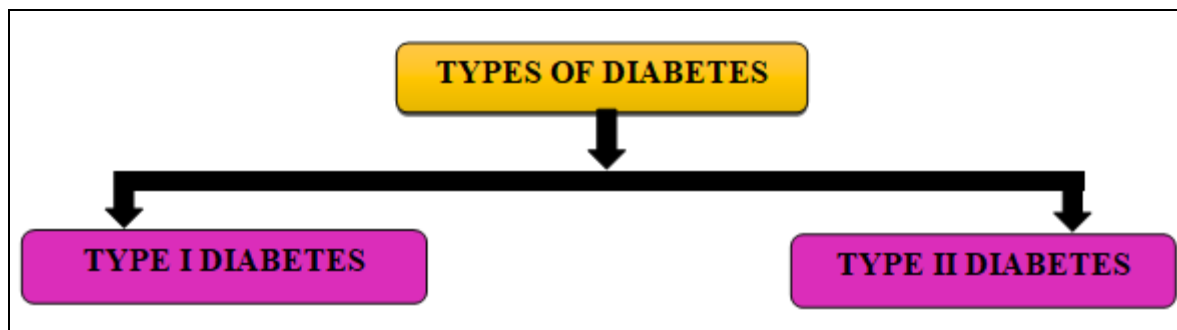 TYPES OF DIABETES
TYPE I DIABETES
TYPE II DIABETES